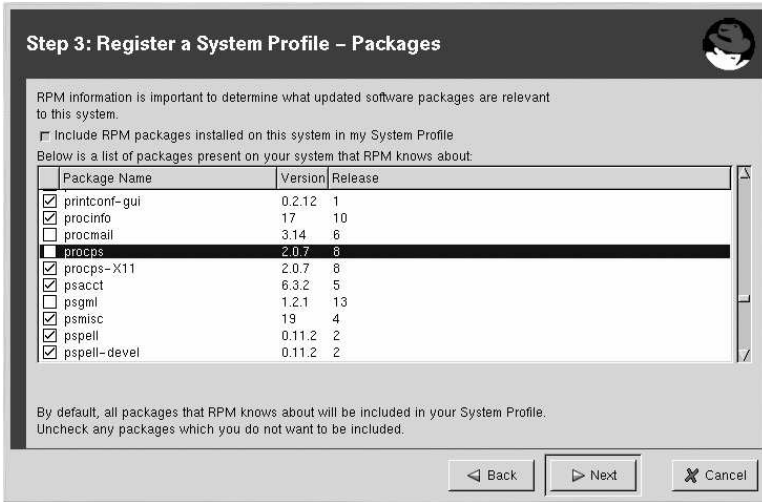 Step 3: Register a System Profile – Packages
RPM information is important to determine what updated software packages are relevant
to this system.
Include RPM packages installed on this system in my System Profile
Below is a list of packages present on your system that RPM knows about:
Package Name Version Release
printconf-gui 0.2.12 1
procinfo 17 10
procmail 3.14 6
procps 2.0.7 8
procps-X11 2.0.7 8
psacct 6.3.2 5
psgml 1.2.1 13
psmisc 19 4
pspell 0.11.2 2
pspell-devel 0.11.2 2
By default, all packages that RPM knows about will be included in your System Profile.
Uncheck any packages which you do not want to be included.
Back Next Cancel